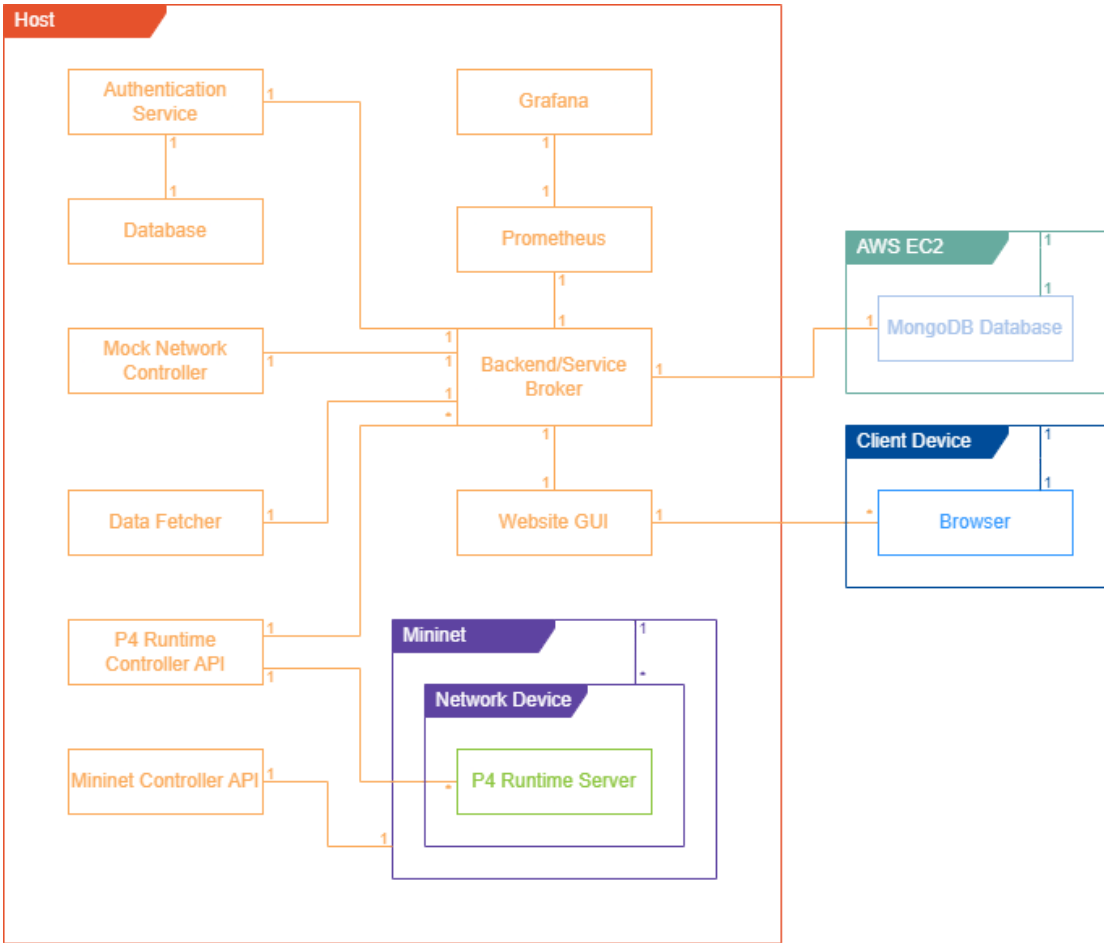 Host
Authentication
Service
1
1
1
Database
Grafana
1
1
Prometheus
1
1
Mock Network
Controller
1
1
1
1
*
Backend/Service
Broker
1
1
AWS EC2
1
1
1
MongoDB Database
Data Fetcher
1
1
Website GUI
1
Client Device
1
1
*
Browser
P4 Runtime
Controller API
1
1
Mininet
1
*
Network Device
P4 Runtime Server
*
Mininet Controller API
1
1